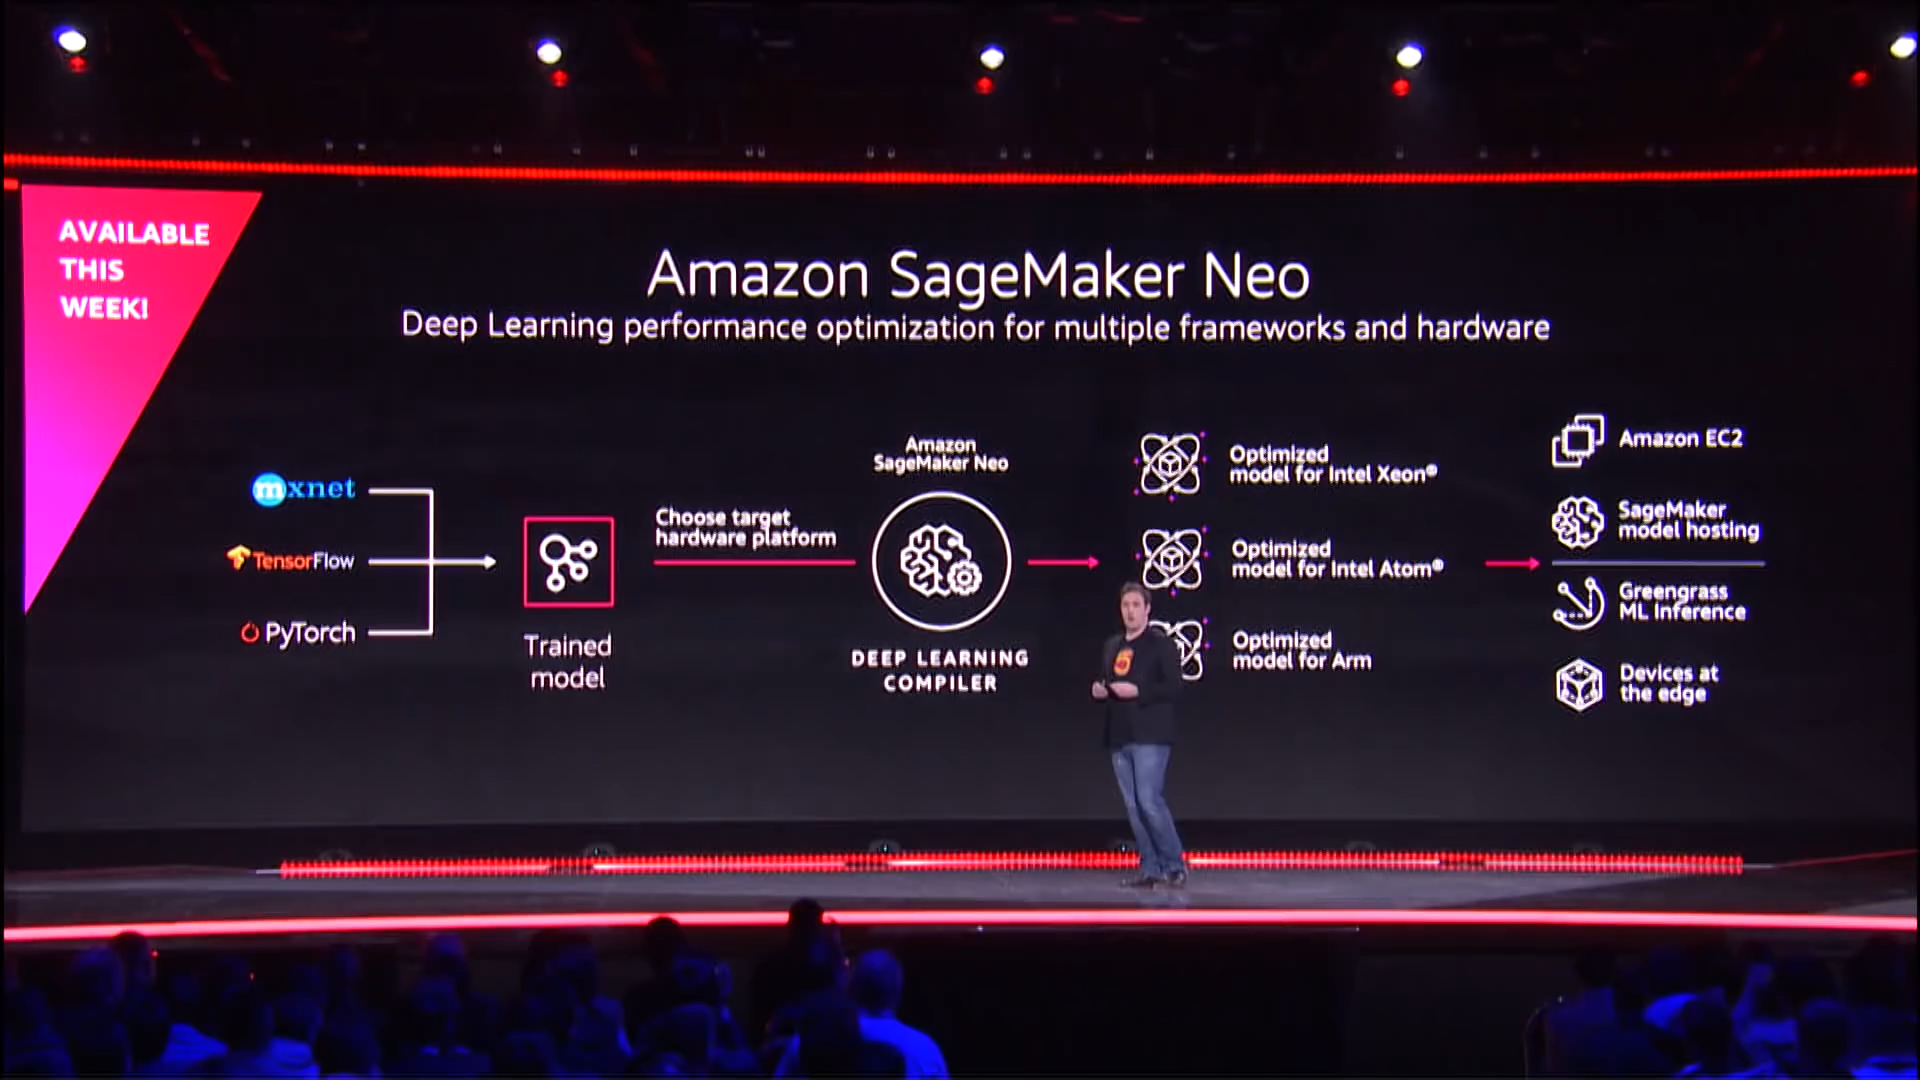 AVAILABLE
THIS
WEEK!
Amazon SageMaker Neo
Deep Learning performance optimization for multiple frameworks and hardware
mxnet
TensorFlow
PyTorch
Trained
model
Choose target
hardware platform
Amazon
SageMaker Neo
DEEP LEARNING
COMPILER
Optimized
model for Intel Xeon®
Optimized
model for Intel Atom®
Optimized
model for Arm
Amazon EC2
SageMaker
model hosting
Greengrass
ML Inference
Devices at
the edge